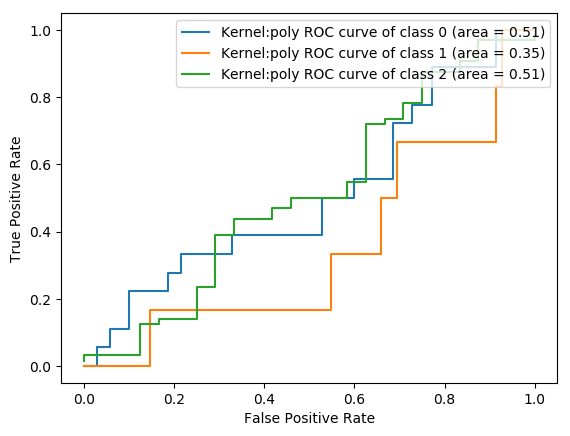 Kernel:poly ROC curve of class 0 (area = 0.51)
Kernel:poly ROC curve of class 1 (area = 0.35)
Kernel:poly ROC curve of class 2 (area = 0.51)
1.0
0.8
0.6
0.4
0.2
0.0
True Positive Rate
0.0 0.2 0.4 0.6 0.8 1.0
False Positive Rate